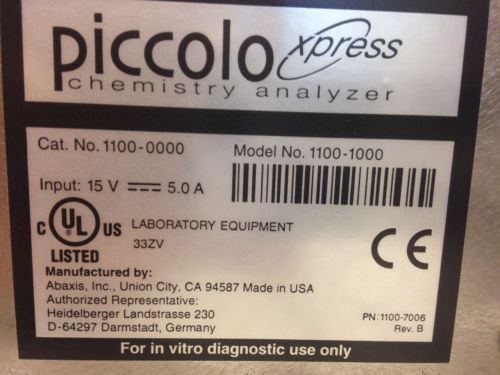 piccolo xpress
chemistry analyzer
Cat. No. 1100-0000 Model No. 1100-1000
Input: 15 V 5.0 A
C UL US LISTED
LABORATORY EQUIPMENT
33ZV
CE
Manufactured by:
Abaxis, Inc., Union City, CA 94587 Made in USA
Authorized Representative:
Heidelberger Landstrasse 230
D-64297 Darmstadt, Germany
PN: 1100-7006
Rev. B
For in vitro diagnostic use only